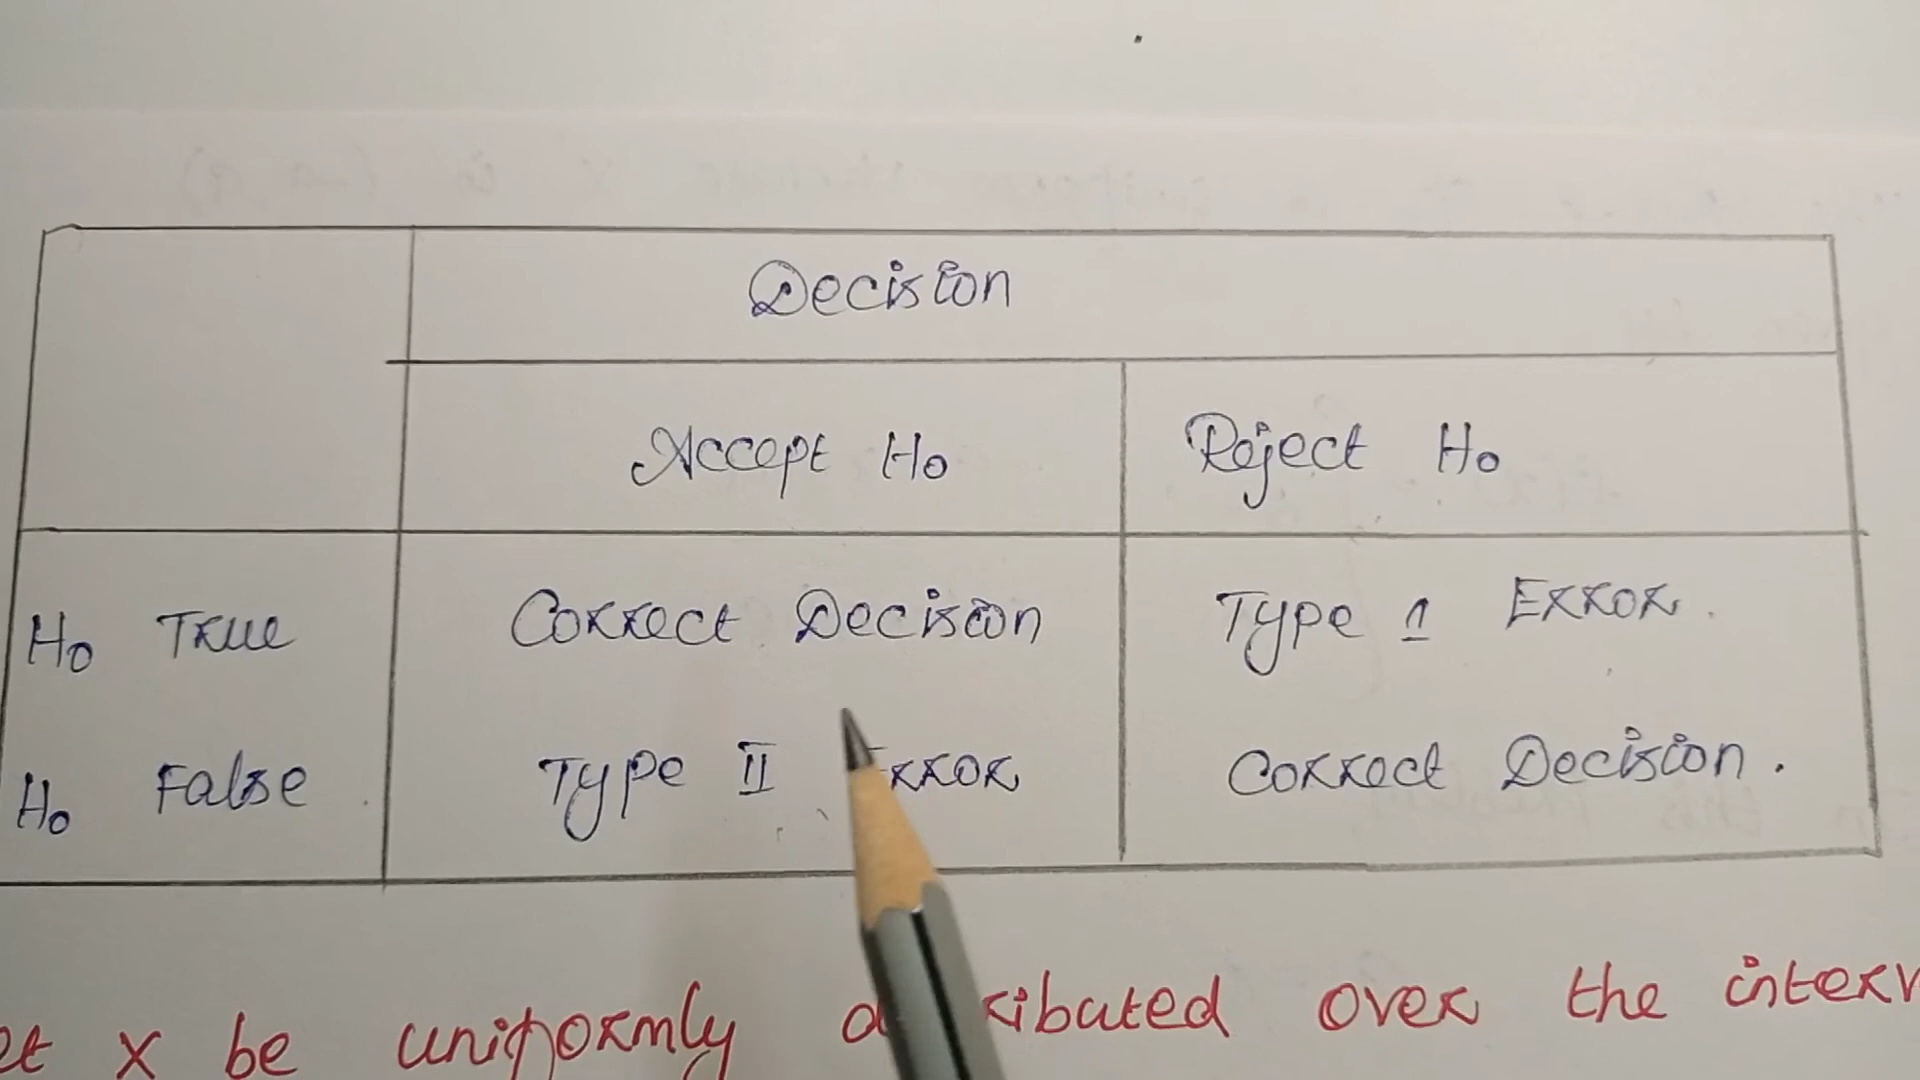 Decision
Accept H₀ Reject H₀
H₀ True Correct Decision Type 1 Error.
H₀ False Type II Error Correct Decision.
x be uniformly over the